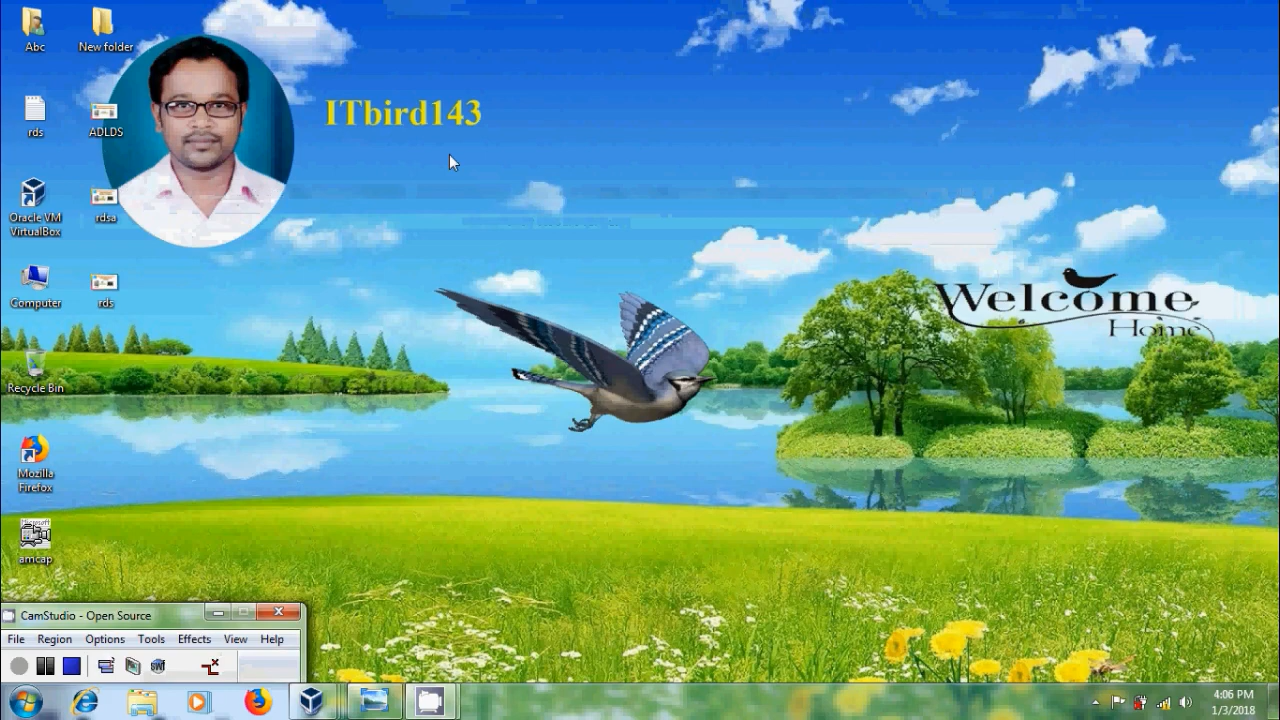 Abc
New folder
rds
ADLDS
ITbird143
Oracle VM
VirtualBox
rdsa
Computer
rds
Welcome
Home
Recycle Bin
Mozilla
Firefox
Microsoft
amcap
CamStudio - Open Source
File Region Options Tools Effects View Help
4:06 PM
1/3/2018